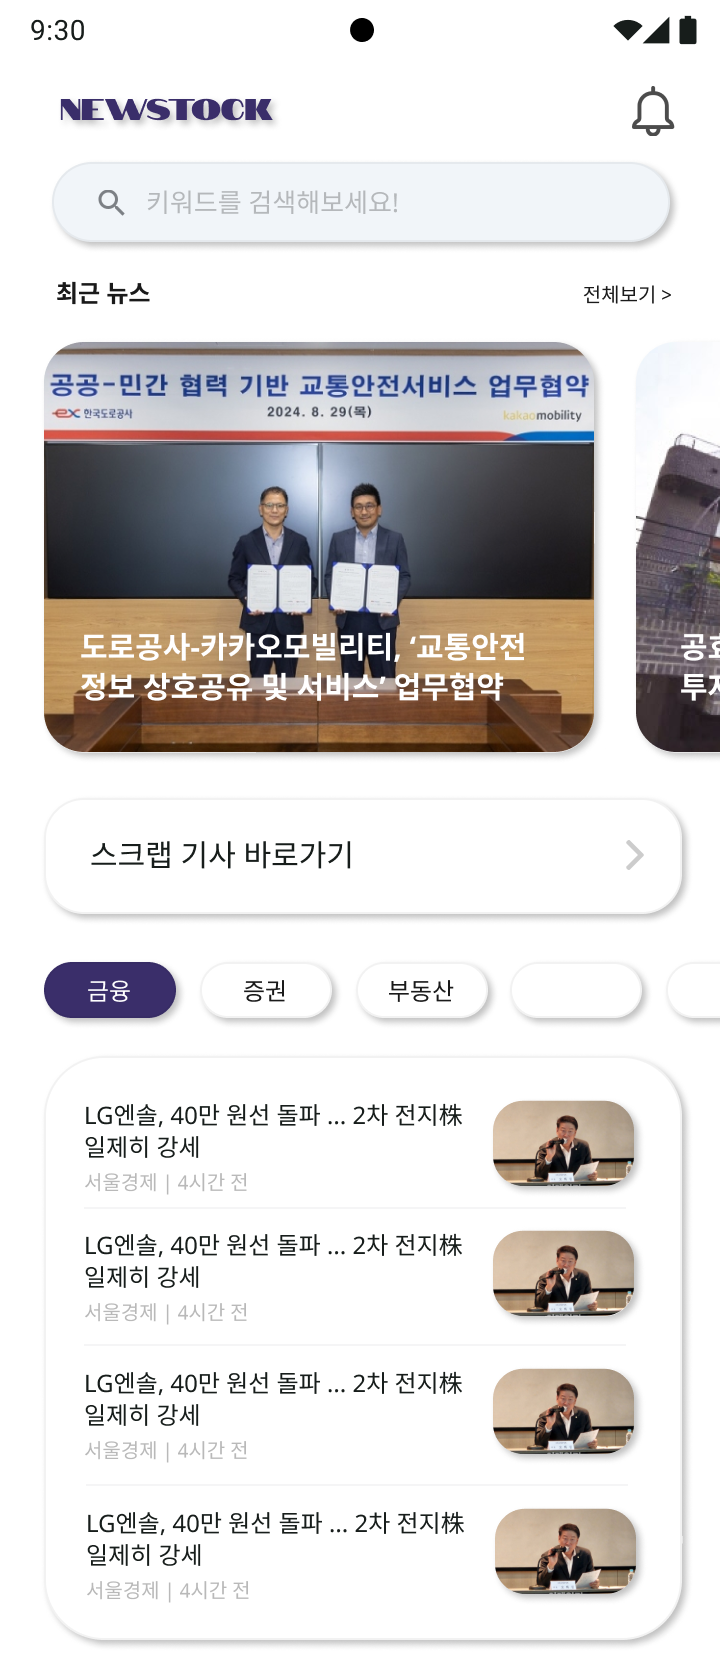 9:30
NEWSTOCK
키워드를 검색해보세요!
최근 뉴스
전체보기 >
공공-민간 협력 기반 교통안전서비스 업무협약
ex 한국도로공사
2024. 8. 29(목)
kakaomobility
도로공사-카카오모빌리티, ‘교통안전
정보 상호공유 및 서비스’ 업무협약
공
투
스크랩 기사 바로가기
금융
증권
부동산
LG엔솔, 40만 원선 돌파 ... 2차 전지株
일제히 강세
서울경제 | 4시간 전
LG엔솔, 40만 원선 돌파 ... 2차 전지株
일제히 강세
서울경제 | 4시간 전
LG엔솔, 40만 원선 돌파 ... 2차 전지株
일제히 강세
서울경제 | 4시간 전
LG엔솔, 40만 원선 돌파 ... 2차 전지株
일제히 강세
서울경제 | 4시간 전